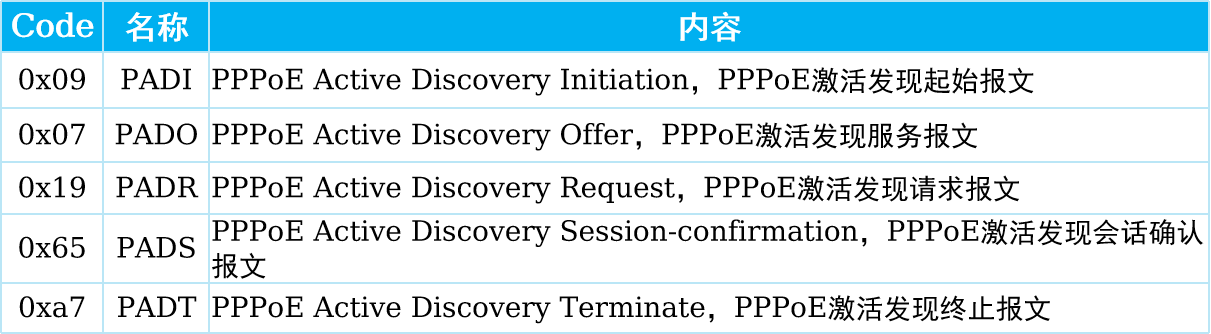 Code 名称 内容
0x09 PADI PPPoE Active Discovery Initiation，PPPoE激活发现起始报文
0x07 PADO PPPoE Active Discovery Offer，PPPoE激活发现服务报文
0x19 PADR PPPoE Active Discovery Request，PPPoE激活发现请求报文
0x65 PADS PPPoE Active Discovery Session-confirmation，PPPoE激活发现会话确认
报文
0xa7 PADT PPPoE Active Discovery Terminate，PPPoE激活发现终止报文